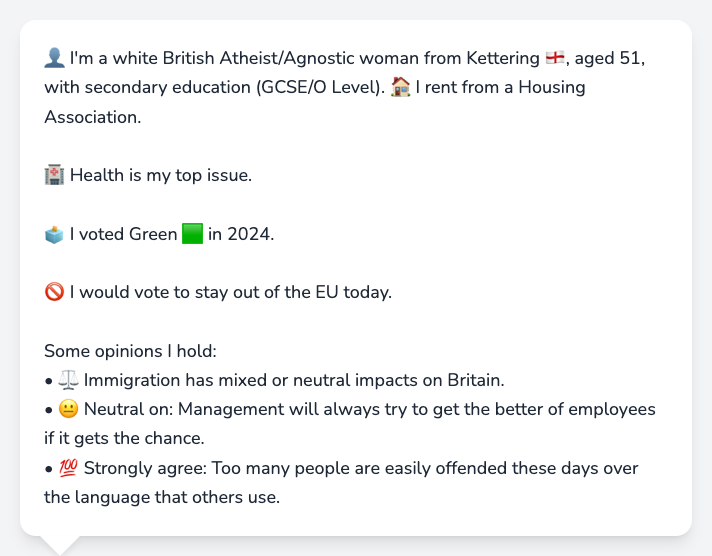 👤 I'm a white British Atheist/Agnostic woman from Kettering 🏴󠁧󠁢󠁥󠁮󠁧󠁿, aged 51,
with secondary education (GCSE/O Level). 🏠 I rent from a Housing
Association.
🏥 Health is my top issue.
🗳️ I voted Green 🟩 in 2024.
🚫 I would vote to stay out of the EU today.
Some opinions I hold:
• ⚖️ Immigration has mixed or neutral impacts on Britain.
• 😐 Neutral on: Management will always try to get the better of employees
if it gets the chance.
• 💯 Strongly agree: Too many people are easily offended these days over
the language that others use.